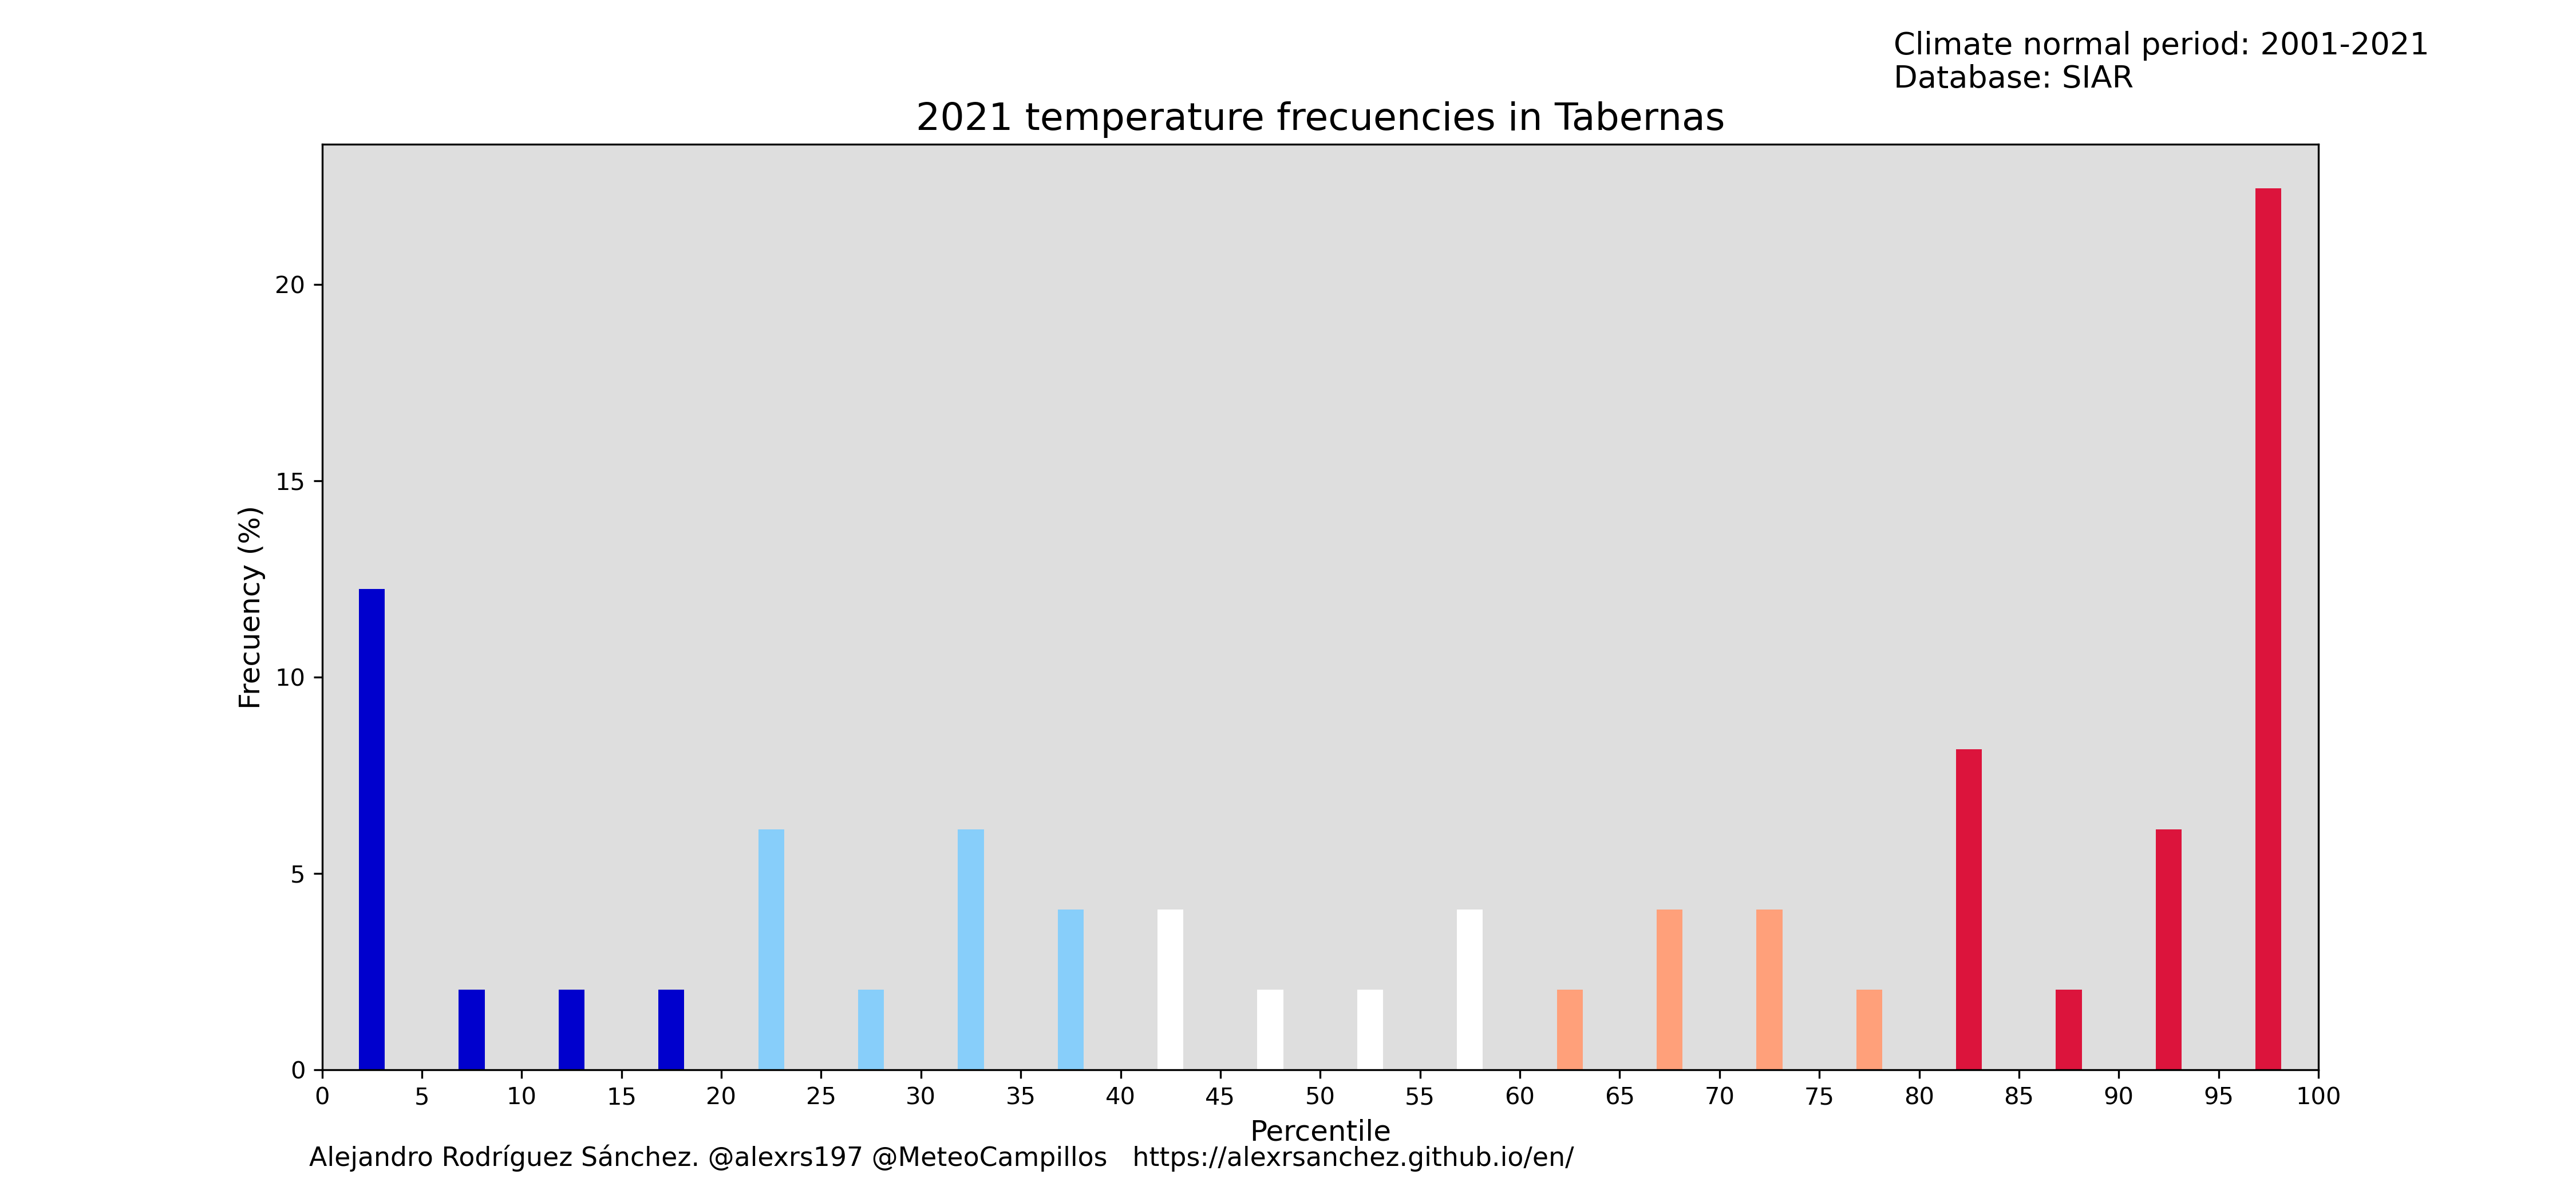 Climate normal period: 2001-2021
Database: SIAR
2021 temperature frecuencies in Tabernas
Frecuency (%)
20
15
10
5
0
0 5 10 15 20 25 30 35 40 45 50 55 60 65 70 75 80 85 90 95 100
Percentile
Alejandro Rodríguez Sánchez. @alexrs197 @MeteoCampillos https://alexrsanchez.github.io/en/